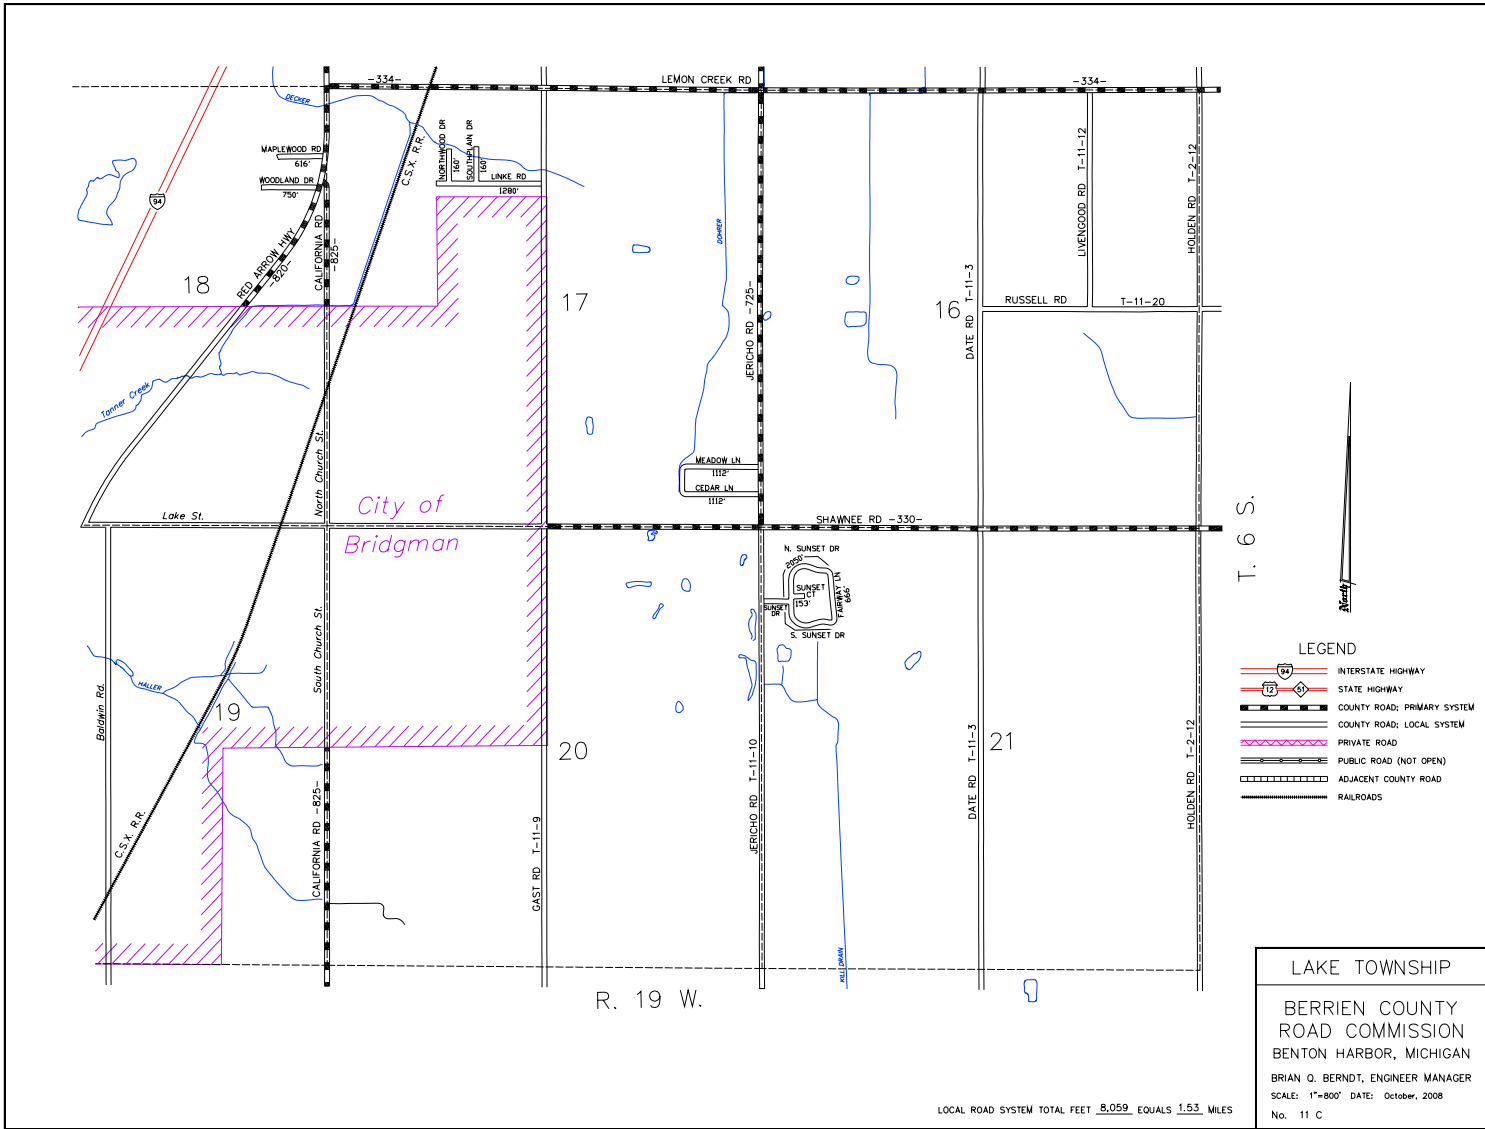 -334-
LEMON CREEK RD
-334-
DECKER
C.S.X. R.R.
MAPLEWOOD RD
616'
WOODLAND DR
750'
NORTHWOOD DR
160'
SOUTHPLAIN DR
160'
LINKE RD
1280'
94
RED ARROW HWY
-820-
CALIFORNIA RD
-825-
DOHRER
LIVENGOOD RD T-11-12
HOLDEN RD T-2-12
18
17
16
JERICHO RD -725-
DATE RD T-11-3
RUSSELL RD
T-11-20
Tanner Creek
North Church St.
MEADOW LN
1112'
CEDAR LN
1112'
Lake St.
City of
Bridgman
SHAWNEE RD -330-
T. 6 S.
N. SUNSET DR
2050'
SUNSET
CT
153'
FAIRWAY LN
666'
SUNSET
DR
S. SUNSET DR
North
South Church St.
HALLER
Baldwin Rd.
19
20
21
C.S.X. R.R.
CALIFORNIA RD -825-
GAST RD T-11-9
JERICHO RD T-11-10
DATE RD T-11-3
HOLDEN RD T-2-12
KILL DRAIN
R. 19 W.
LEGEND
94 INTERSTATE HIGHWAY
12 51 STATE HIGHWAY
COUNTY ROAD; PRIMARY SYSTEM
COUNTY ROAD; LOCAL SYSTEM
PRIVATE ROAD
PUBLIC ROAD (NOT OPEN)
ADJACENT COUNTY ROAD
RAILROADS
LAKE TOWNSHIP
BERRIEN COUNTY
ROAD COMMISSION
BENTON HARBOR, MICHIGAN
BRIAN Q. BERNDT, ENGINEER MANAGER
SCALE: 1"=800' DATE: October, 2008
No. 11 C
LOCAL ROAD SYSTEM TOTAL FEET 8,059 EQUALS 1.53 MILES